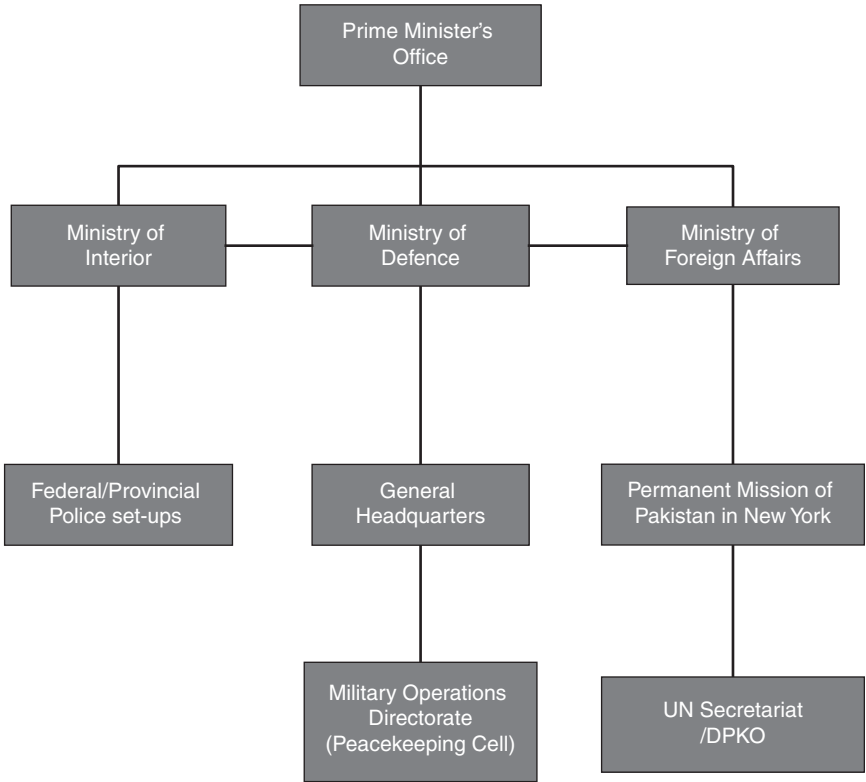 Prime Minister's
Office
Ministry of
Interior
Ministry of
Defence
Ministry of
Foreign Affairs
Federal/Provincial
Police set-ups
General
Headquarters
Permanent Mission of
Pakistan in New York
Military Operations
Directorate
(Peacekeeping Cell)
UN Secretariat
/DPKO